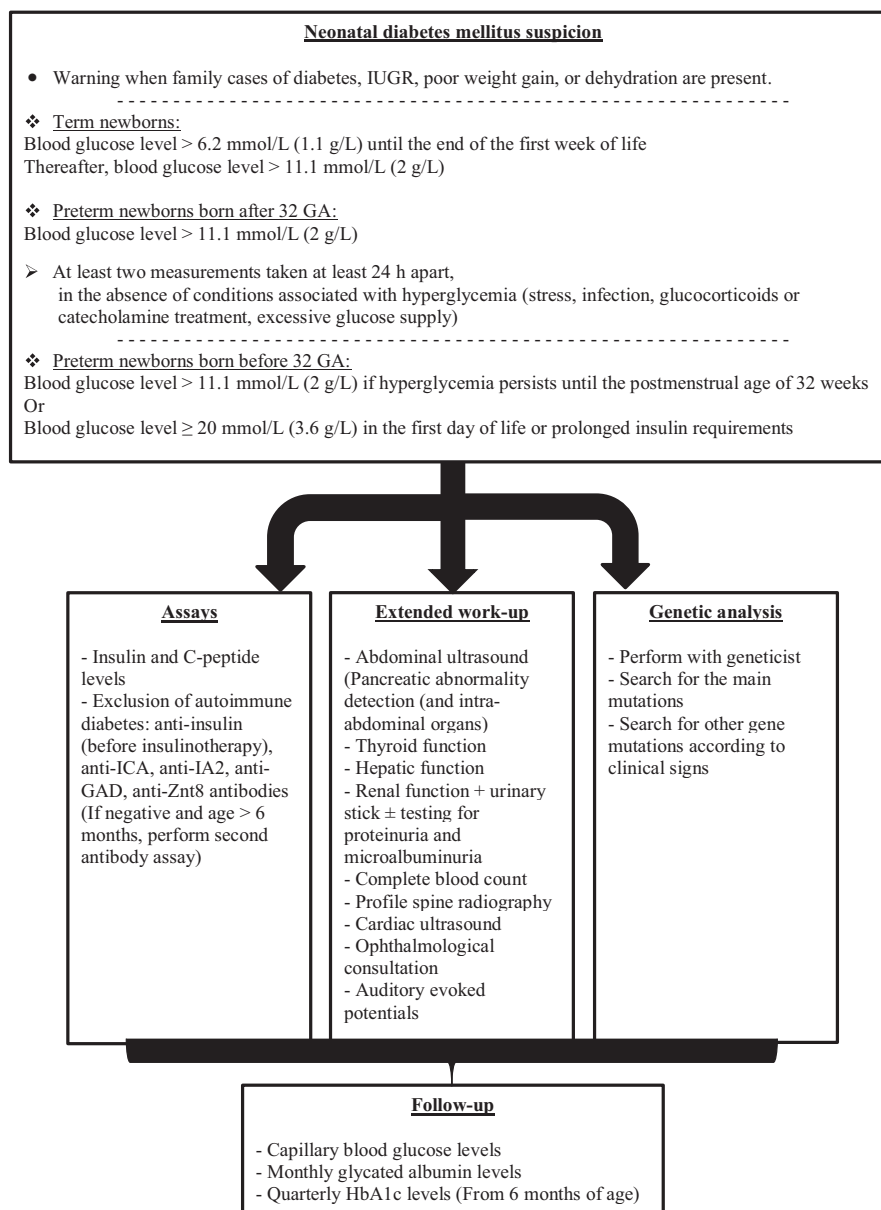 Neonatal diabetes mellitus suspicion
● Warning when family cases of diabetes, IUGR, poor weight gain, or dehydration are present.
❖ Term newborns:
Blood glucose level > 6.2 mmol/L (1.1 g/L) until the end of the first week of life
Thereafter, blood glucose level > 11.1 mmol/L (2 g/L)
❖ Preterm newborns born after 32 GA:
Blood glucose level > 11.1 mmol/L (2 g/L)
➢ At least two measurements taken at least 24 h apart,
in the absence of conditions associated with hyperglycemia (stress, infection, glucocorticoids or
catecholamine treatment, excessive glucose supply)
❖ Preterm newborns born before 32 GA:
Blood glucose level > 11.1 mmol/L (2 g/L) if hyperglycemia persists until the postmenstrual age of 32 weeks
Or
Blood glucose level ≥ 20 mmol/L (3.6 g/L) in the first day of life or prolonged insulin requirements
Assays
- Insulin and C-peptide
levels
- Exclusion of autoimmune
diabetes: anti-insulin
(before insulinotherapy),
anti-ICA, anti-IA2, anti-
GAD, anti-Znt8 antibodies
(If negative and age > 6
months, perform second
antibody assay)
Extended work-up
- Abdominal ultrasound
(Pancreatic abnormality
detection (and intra-
abdominal organs)
- Thyroid function
- Hepatic function
- Renal function + urinary
stick ± testing for
proteinuria and
microalbuminuria
- Complete blood count
- Profile spine radiography
- Cardiac ultrasound
- Ophthalmological
consultation
- Auditory evoked
potentials
Genetic analysis
- Perform with geneticist
- Search for the main
mutations
- Search for other gene
mutations according to
clinical signs
Follow-up
- Capillary blood glucose levels
- Monthly glycated albumin levels
- Quarterly HbA1c levels (From 6 months of age)